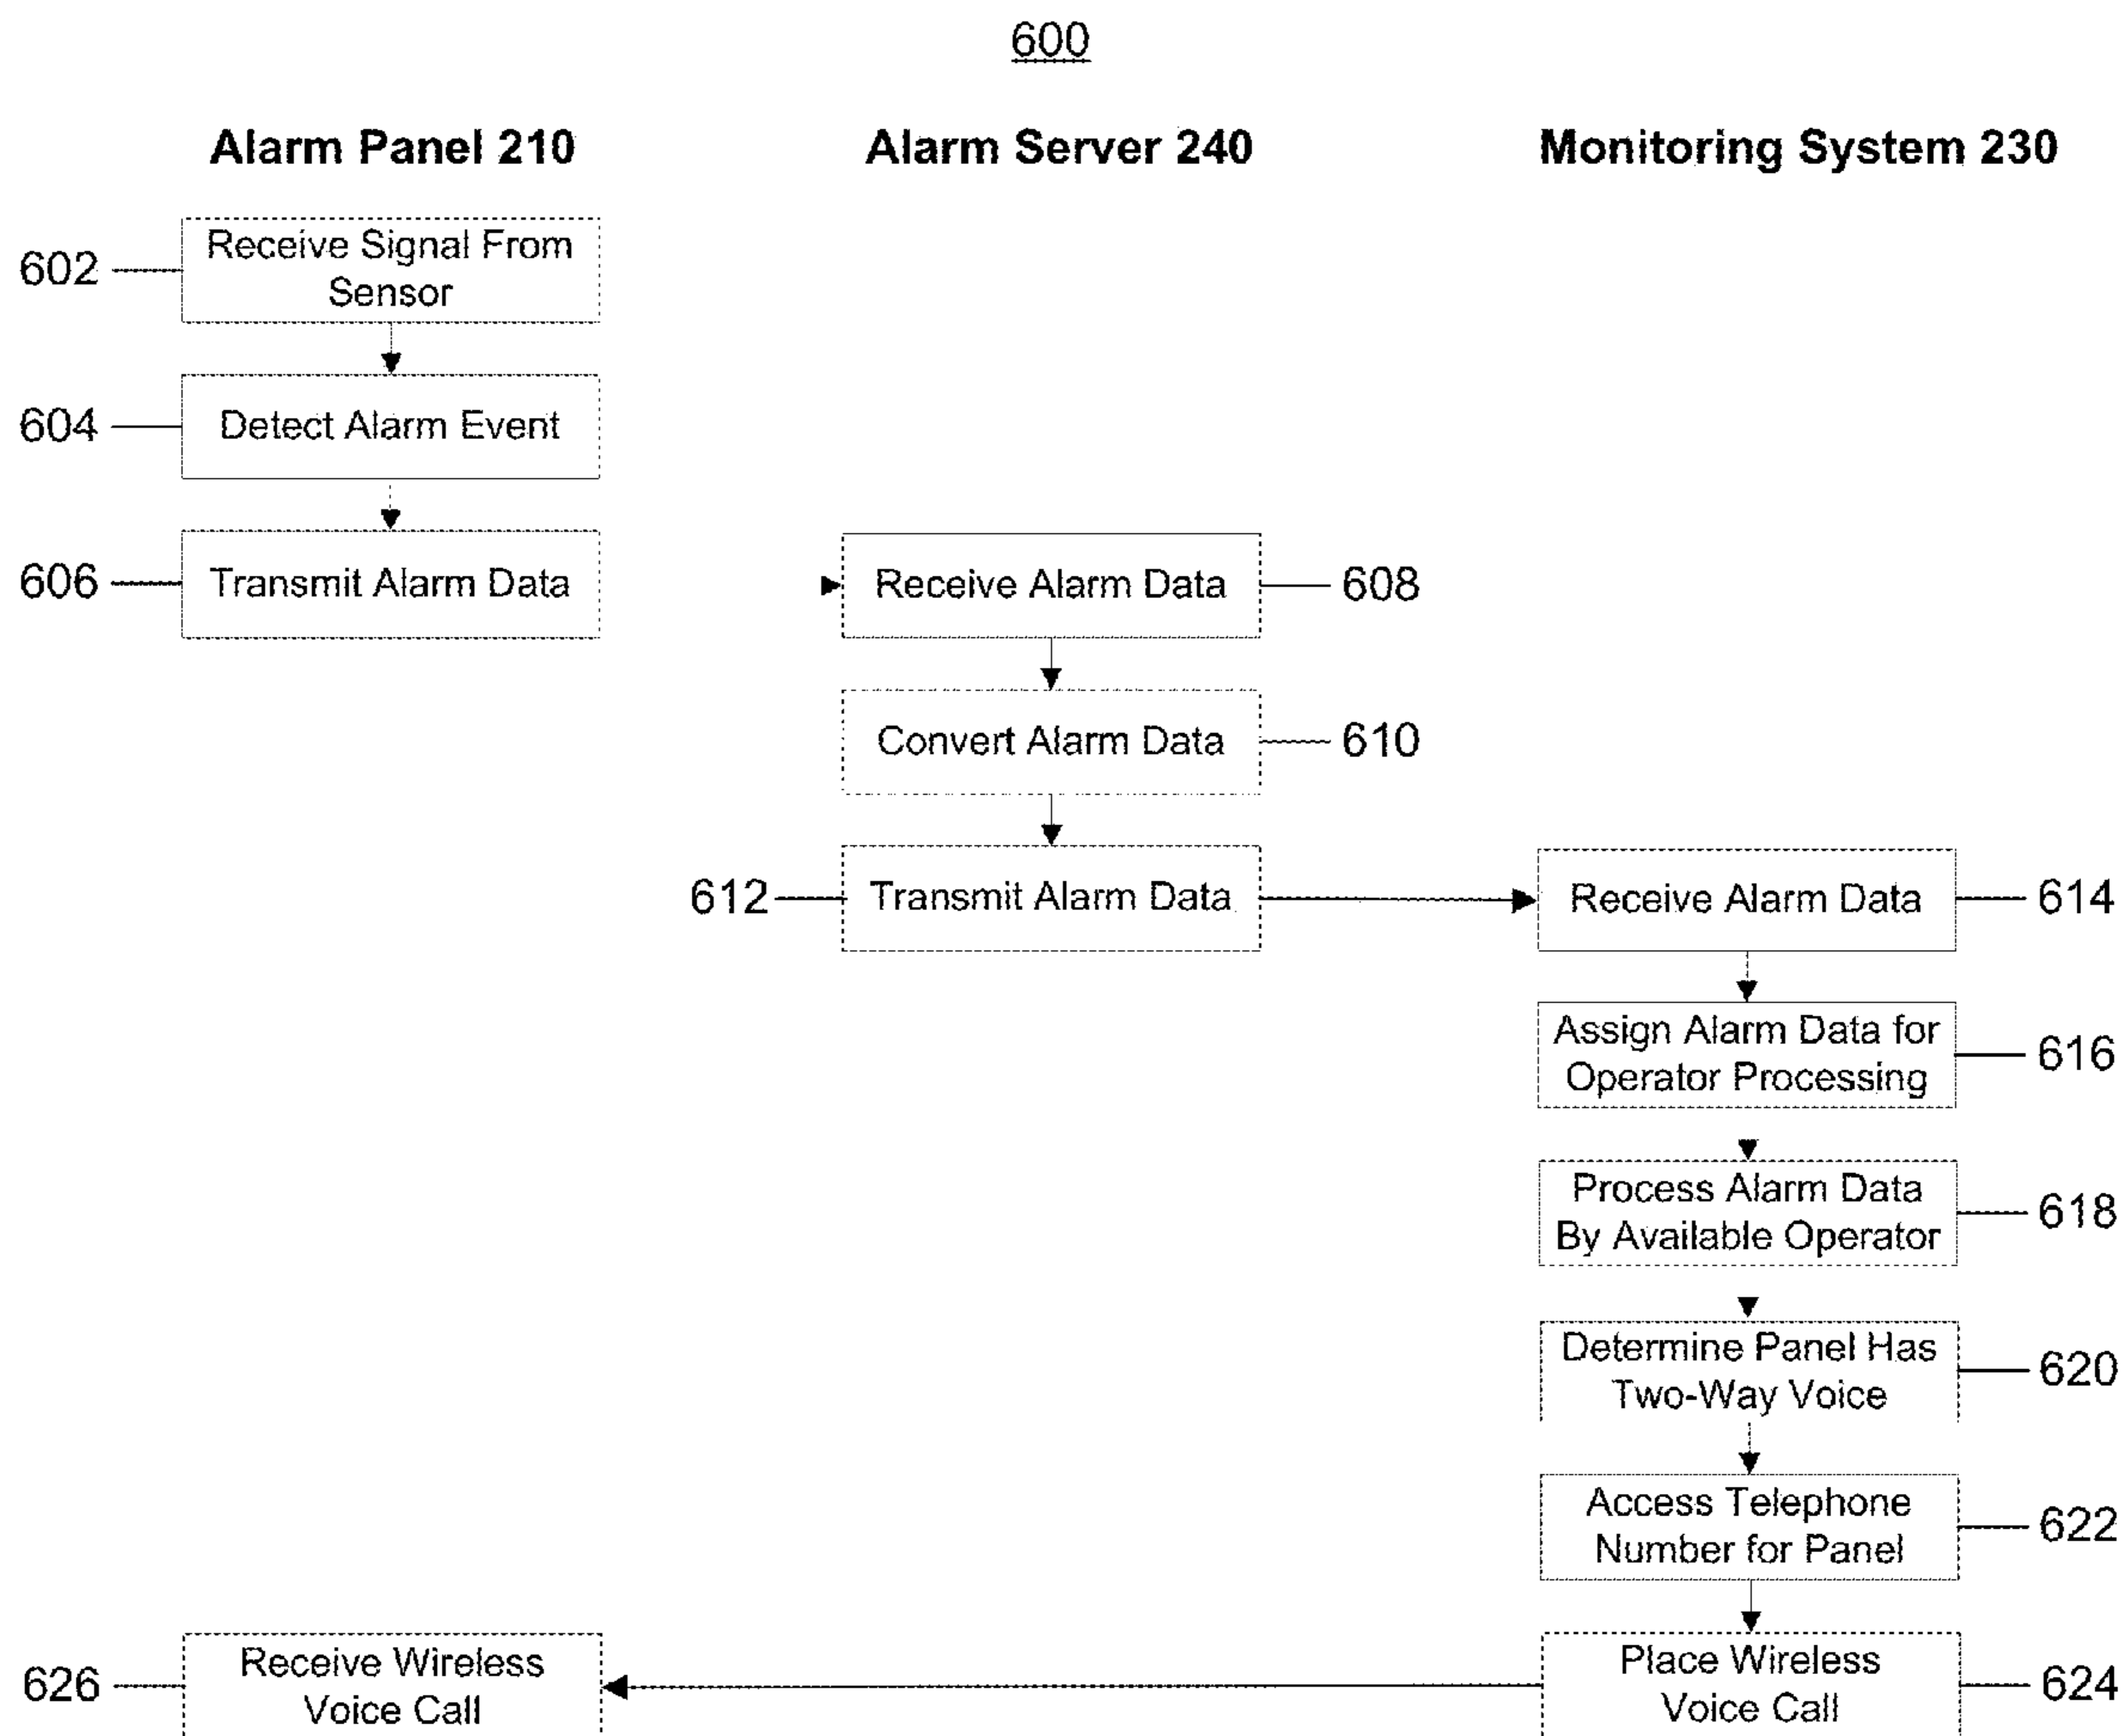 600
Alarm Panel 210
Alarm Server 240
Monitoring System 230
602
Receive Signal From
Sensor
604
Detect Alarm Event
606
Transmit Alarm Data
Receive Alarm Data
608
Convert Alarm Data
610
612
Transmit Alarm Data
Receive Alarm Data
614
Assign Alarm Data for
Operator Processing
616
Process Alarm Data
By Available Operator
618
Determine Panel Has
Two-Way Voice
620
Access Telephone
Number for Panel
622
626
Receive Wireless
Voice Call
Place Wireless
Voice Call
624